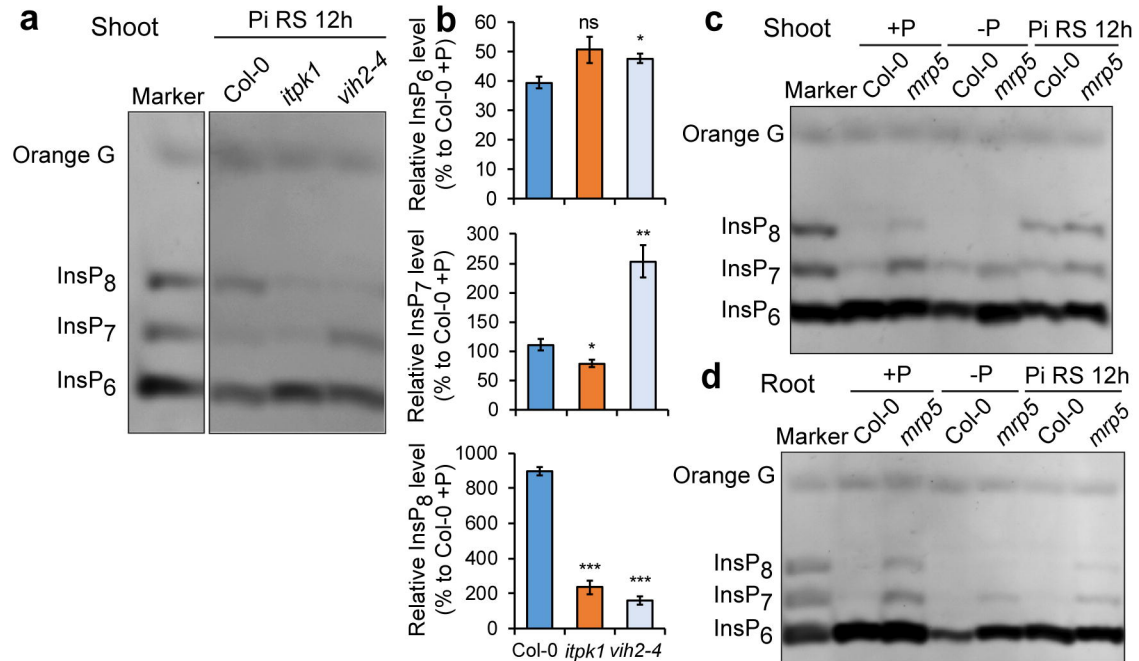 a
Shoot
Pi RS 12h
Marker
Col-0
itpk1
vih2-4
Orange G
InsP8
InsP7
InsP6
b
Relative InsP6 level
(% to Col-0 +P)
60
50
40
30
20
10
0
ns
*
Relative InsP7 level
(% to Col-0 +P)
300
250
200
150
100
50
0
*
**
Relative InsP8 level
(% to Col-0 +P)
1000
800
600
400
200
0
***
***
Col-0 itpk1 vih2-4
c
Shoot
+P -P Pi RS 12h
Marker Col-0 mrp5 Col-0 mrp5 Col-0 mrp5
Orange G
InsP8
InsP7
InsP6
d
Root
+P -P Pi RS 12h
Marker Col-0 mrp5 Col-0 mrp5 Col-0 mrp5
Orange G
InsP8
InsP7
InsP6